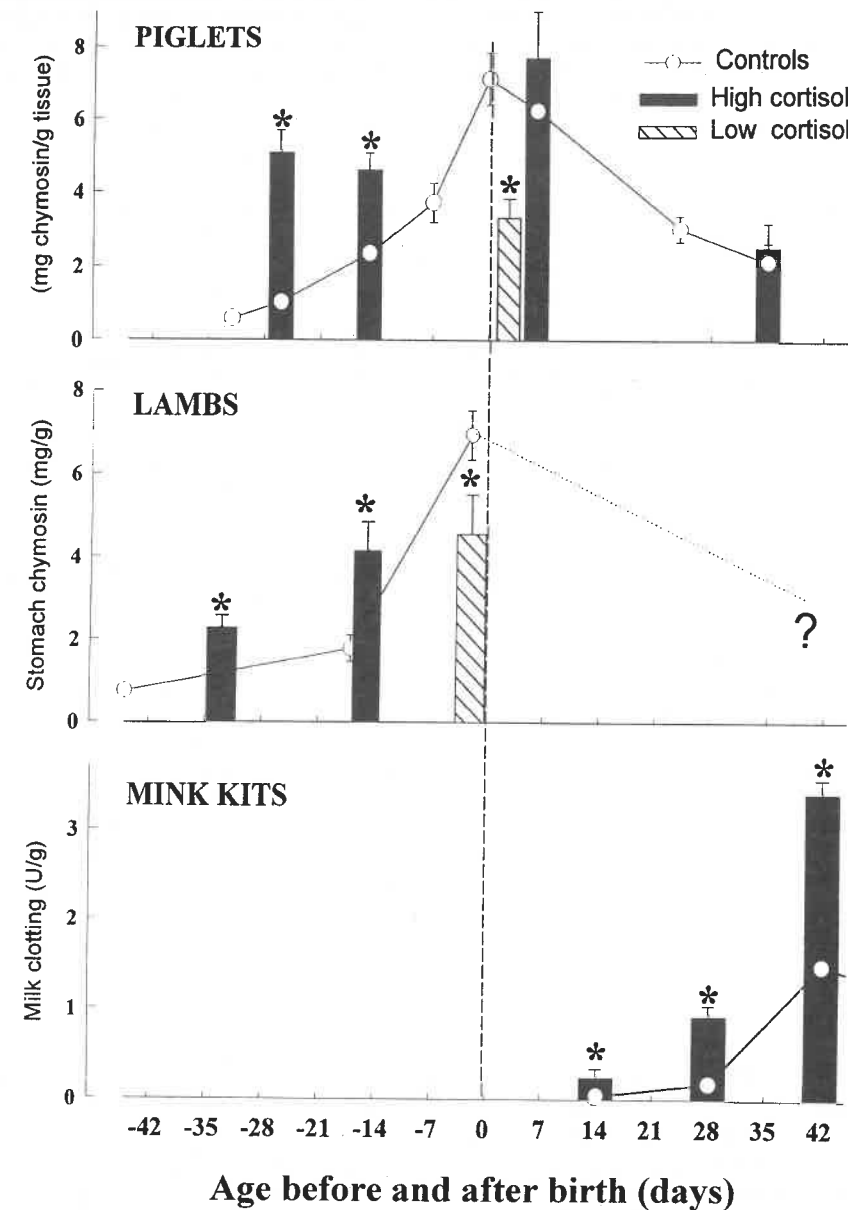 PIGLETS
Controls
High cortisol
Low cortisol
(mg chymosin/g tissue)
8
6
4
2
0
*
*
*
LAMBS
Stomach chymosin (mg/g)
8
6
4
2
0
*
*
*
?
MINK KITS
Milk clotting (U/g)
3
2
1
0
*
*
*
-42 -35 -28 -21 -14 -7 0 7 14 21 28 35 42
Age before and after birth (days)